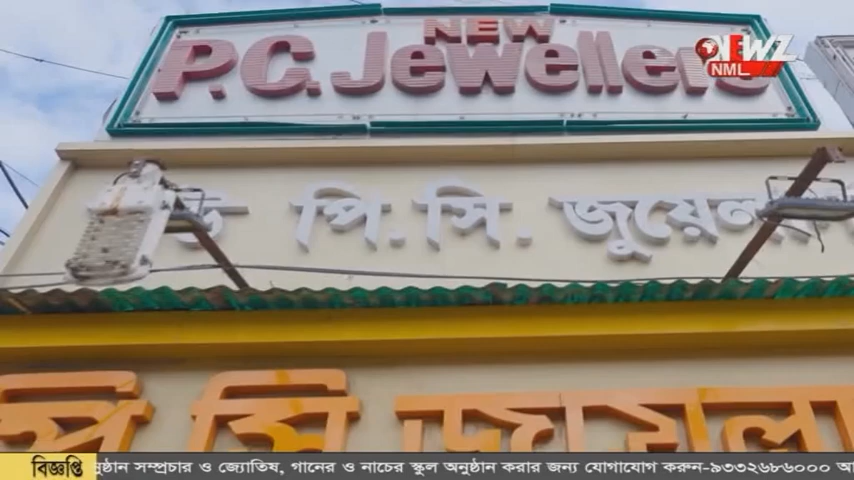 NEW
P.C. Jewellers
NEWZ
NML
উ পি.সি. জুয়েল
পি সি জুয়েলা
বিজ্ঞপ্তি
নুষ্ঠান সম্প্রচার ও জ্যোতিষ, গানের ও নাচের স্কুল অনুষ্ঠান করার জন্য যোগাযোগ করুন-৯৩৩২৬৮৬০০০ আ